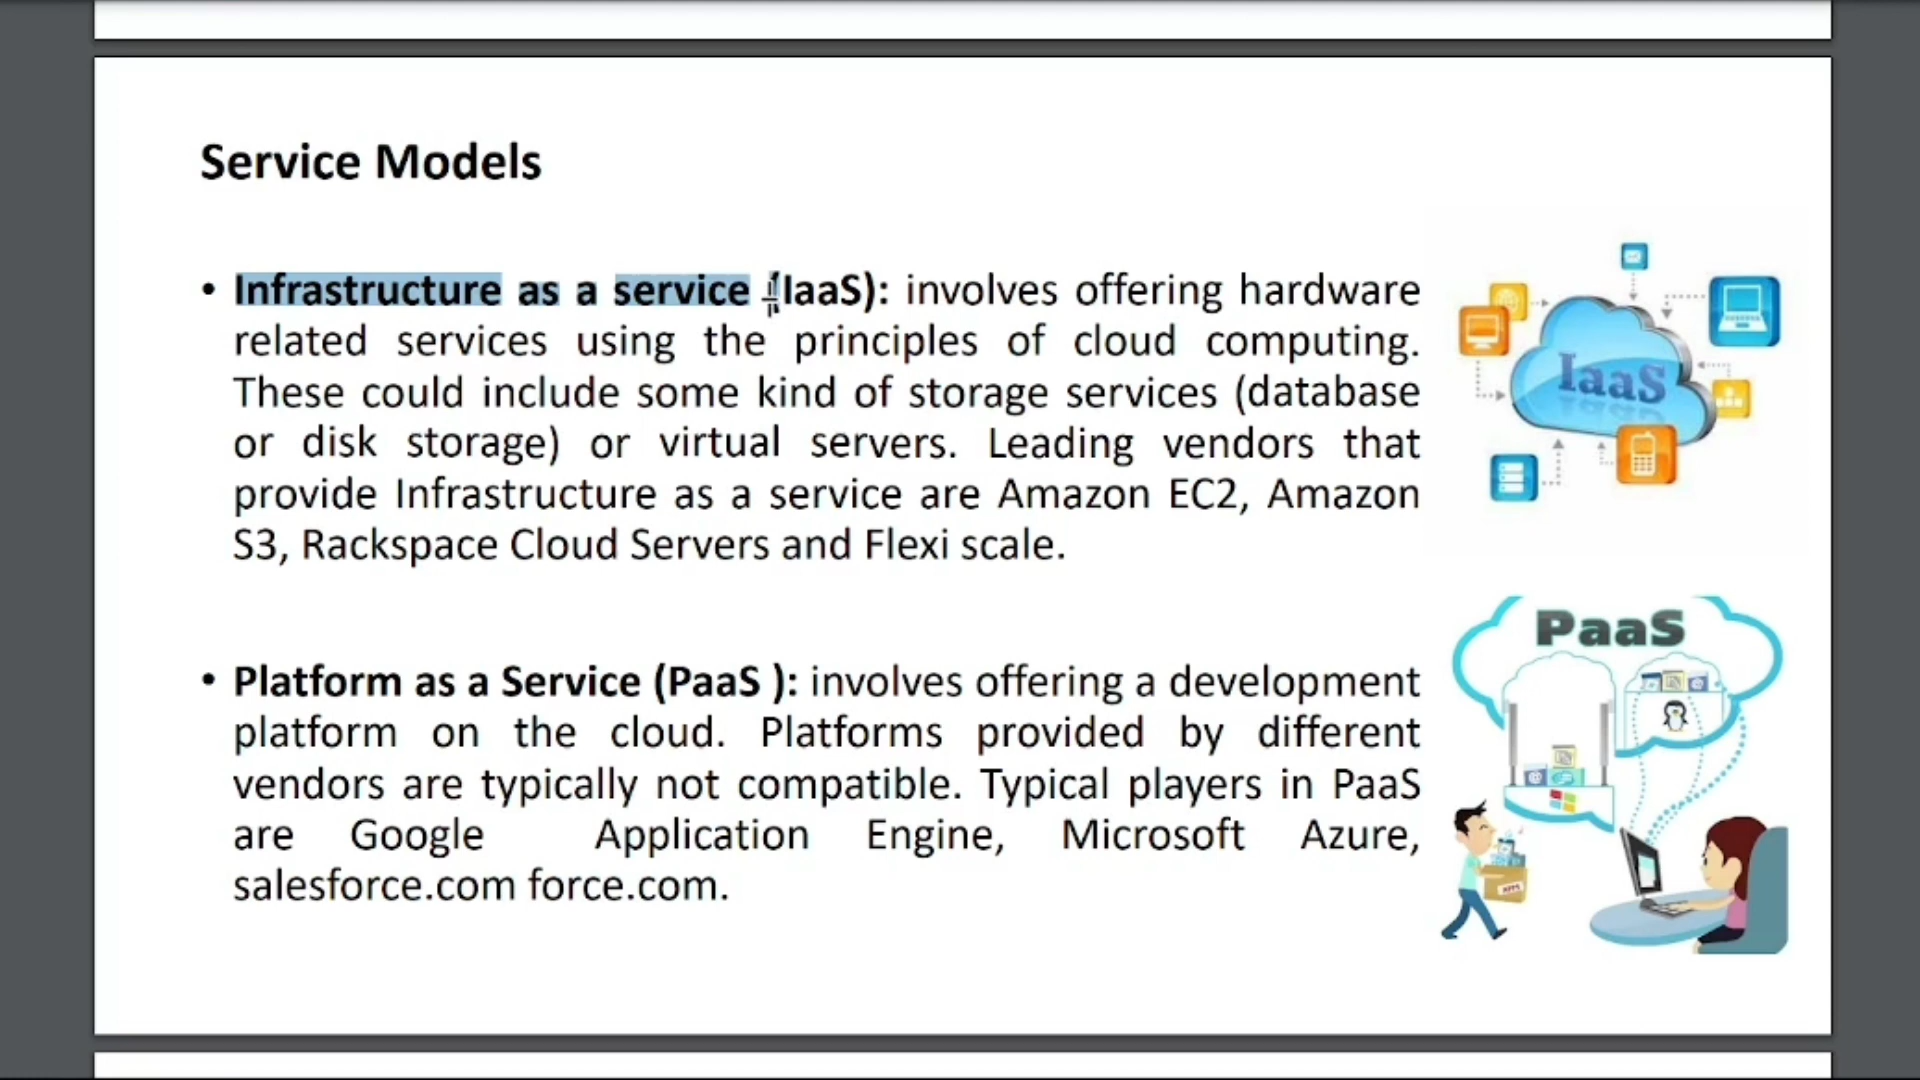 Service Models
• Infrastructure as a service (IaaS): involves offering hardware
related services using the principles of cloud computing.
These could include some kind of storage services (database
or disk storage) or virtual servers. Leading vendors that
provide Infrastructure as a service are Amazon EC2, Amazon
S3, Rackspace Cloud Servers and Flexi scale.
IaaS
• Platform as a Service (PaaS ): involves offering a development
platform on the cloud. Platforms provided by different
vendors are typically not compatible. Typical players in PaaS
are Google Application Engine, Microsoft Azure,
salesforce.com force.com.
PaaS
APPS